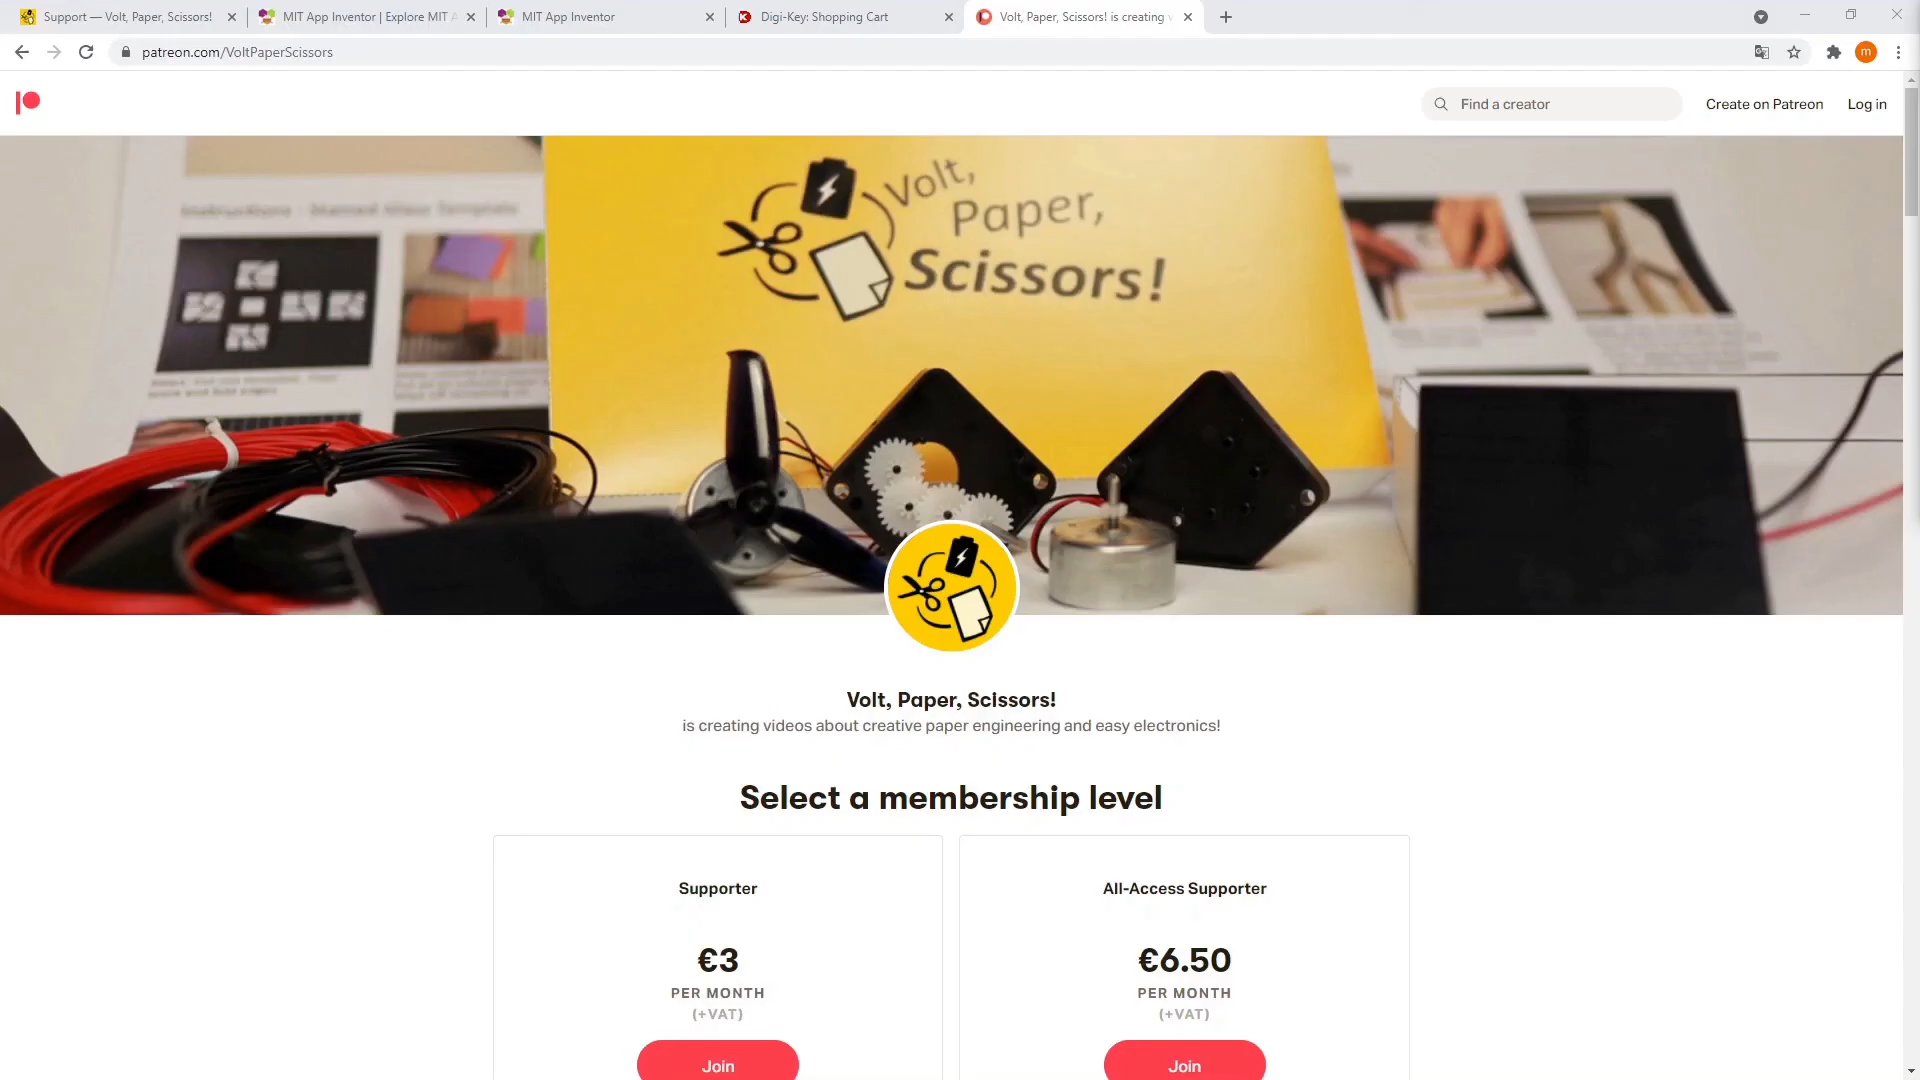 Support — Volt, Paper, Scissors!
MIT App Inventor | Explore MIT A
MIT App Inventor
Digi-Key: Shopping Cart
Volt, Paper, Scissors! is creating v
patreon.com/VoltPaperScissors
m
Find a creator
Create on Patreon
Log in
Volt,
Paper,
Scissors!
Volt, Paper, Scissors!
is creating videos about creative paper engineering and easy electronics!
Select a membership level
Supporter
€3
PER MONTH
(+VAT)
Join
All-Access Supporter
€6.50
PER MONTH
(+VAT)
Join